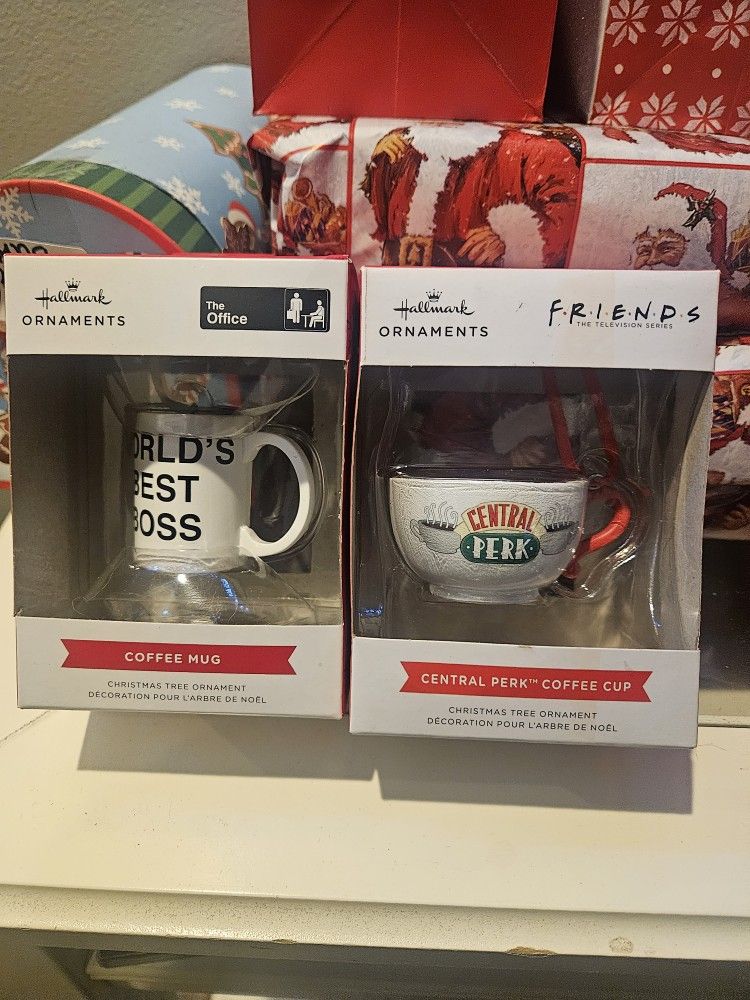 Hallmark
ORNAMENTS
The
Office
ORLD'S
BEST
BOSS
COFFEE MUG
CHRISTMAS TREE ORNAMENT
DÉCORATION POUR L'ARBRE DE NOËL
Hallmark
ORNAMENTS
F·R·I·E·N·D·S
THE TELEVISION SERIES
CENTRAL
PERK
CENTRAL PERK™ COFFEE CUP
CHRISTMAS TREE ORNAMENT
DÉCORATION POUR L'ARBRE DE NOËL